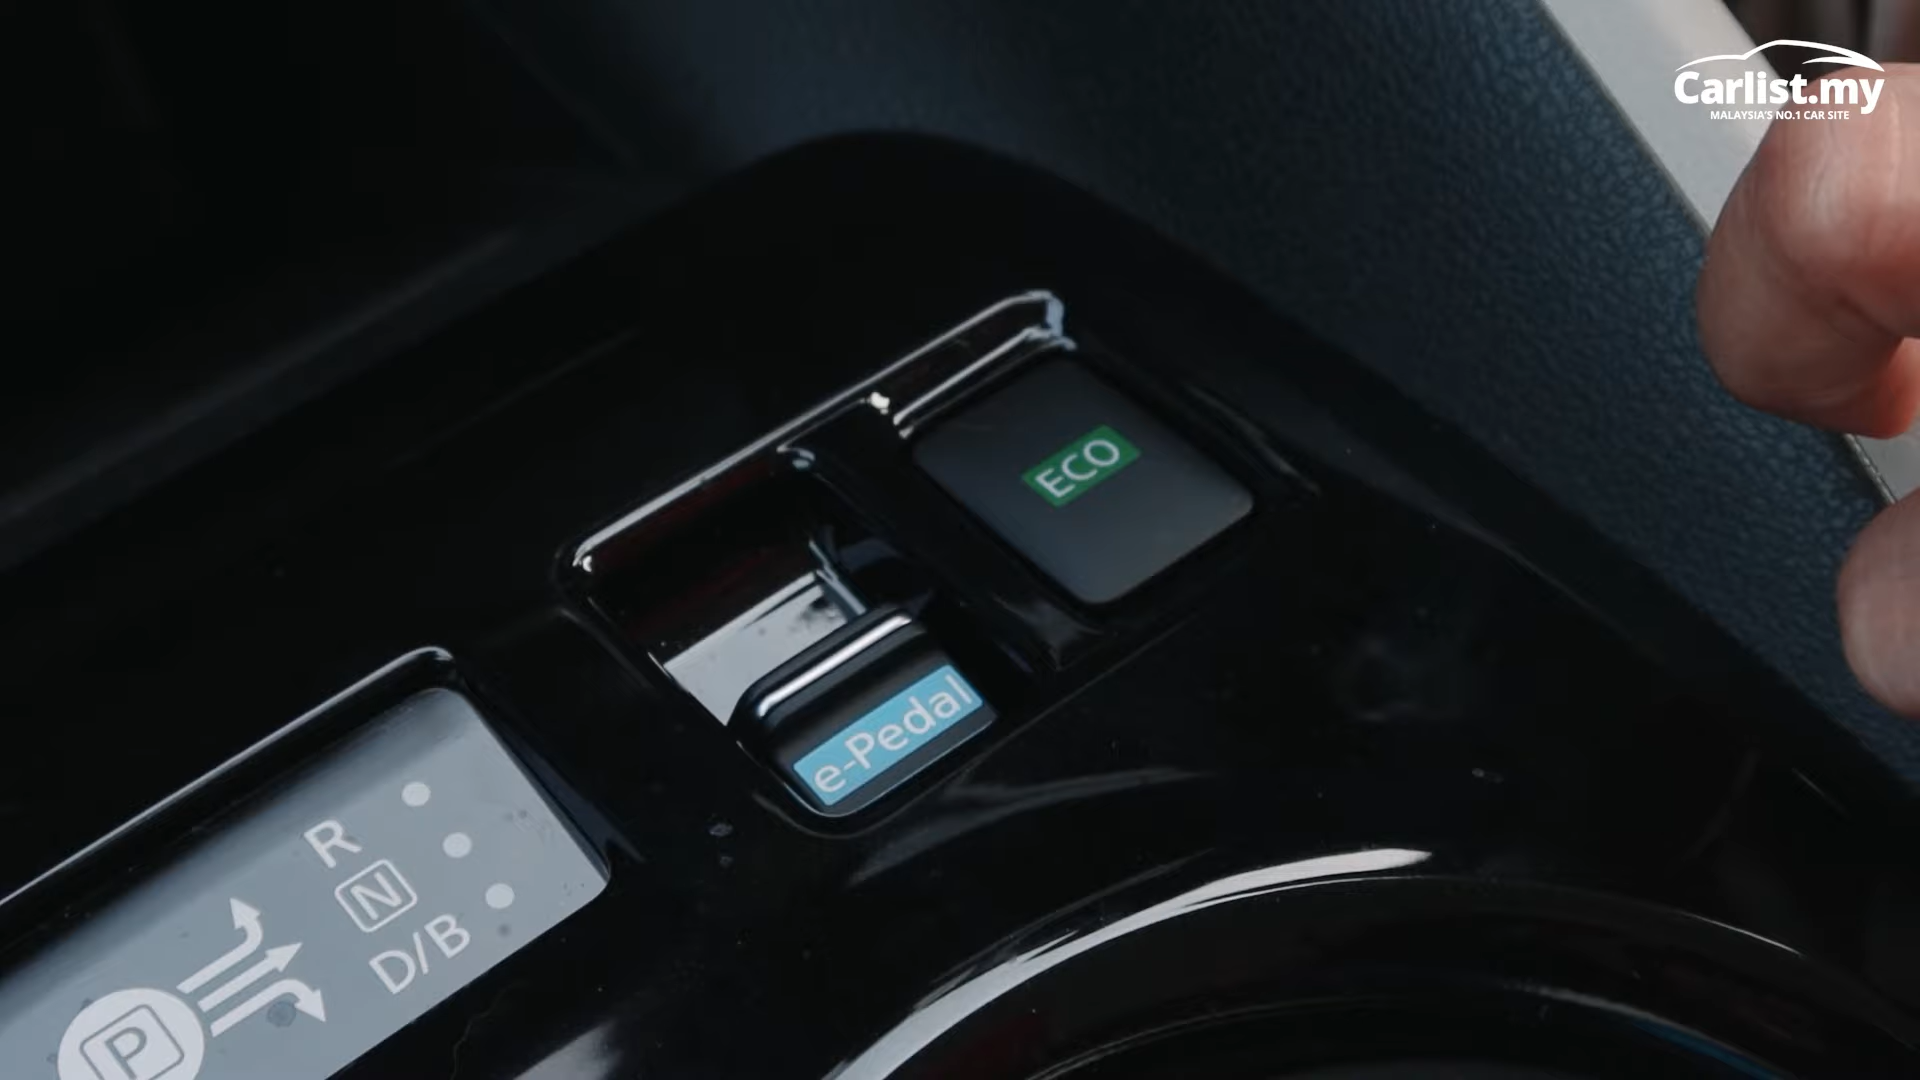 Carlist.my
MALAYSIA'S NO.1 CAR SITE
ECO
e-Pedal
R
N
D/B
P